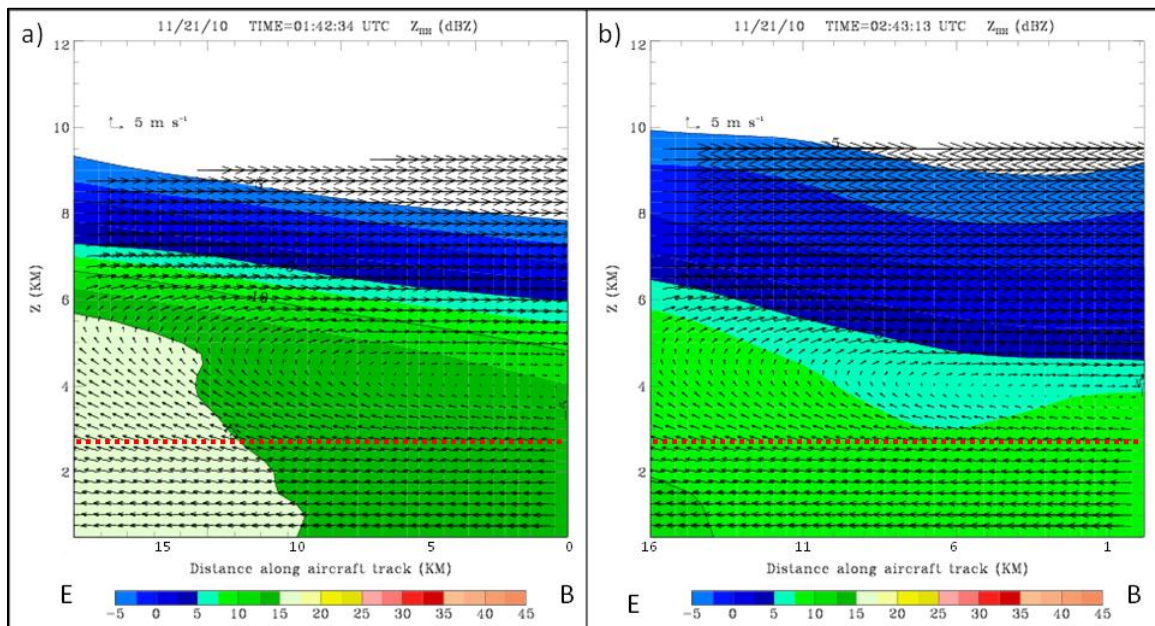 a)
11/21/10 TIME=01:42:34 UTC Z_HH (dBZ)
12
10
8
6
4
2
Z (KM)
5 m s⁻¹
10
15 10 5 0
Distance along aircraft track (KM)
E B
-5 0 5 10 15 20 25 30 35 40 45
b)
11/21/10 TIME=02:43:13 UTC Z_HH (dBZ)
12
10
8
6
4
2
Z (KM)
5 m s⁻¹
5
16 11 6 1
Distance along aircraft track (KM)
E B
-5 0 5 10 15 20 25 30 35 40 45